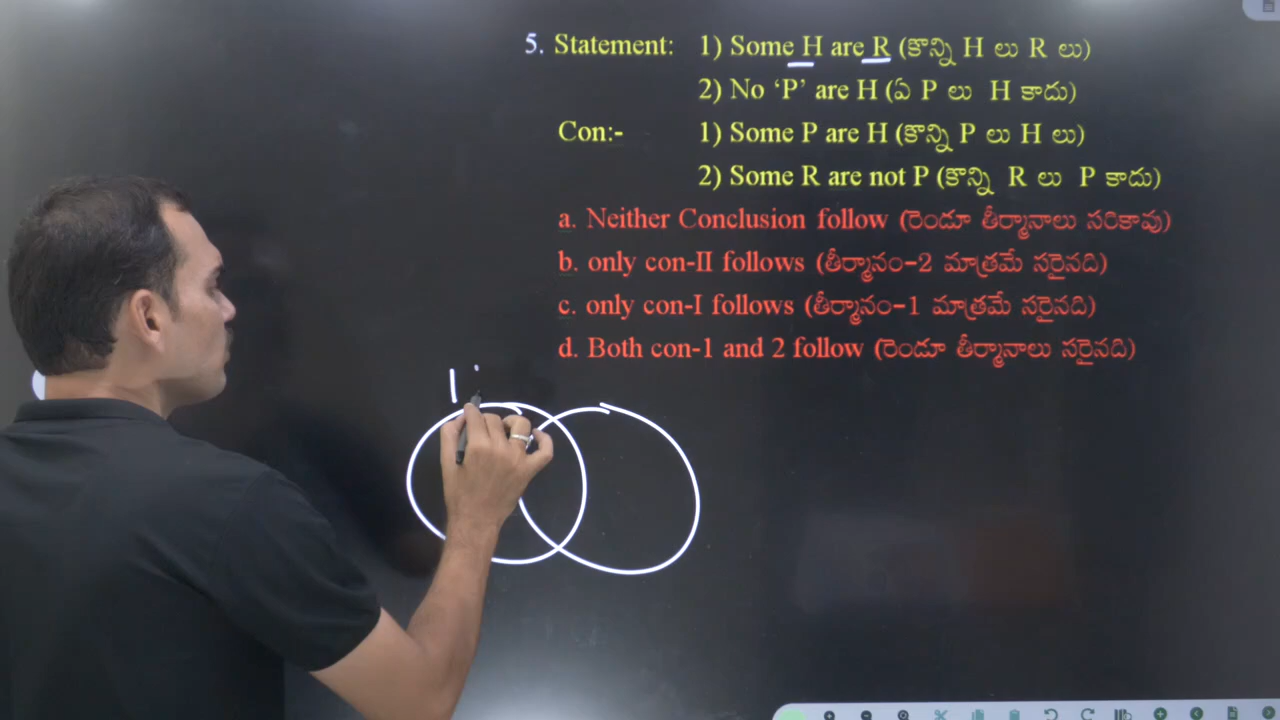 5. Statement: 1) Some H are R (కొన్ని H లు R లు)
2) No ‘P’ are H (ఏ P లు H కాదు)
Con:- 1) Some P are H (కొన్ని P లు H లు)
2) Some R are not P (కొన్ని R లు P కాదు)
a. Neither Conclusion follow (రెండూ తీర్మానాలు సరికావు)
b. only con-II follows (తీర్మానం-2 మాత్రమే సరైనది)
c. only con-I follows (తీర్మానం-1 మాత్రమే సరైనది)
d. Both con-1 and 2 follow (రెండూ తీర్మానాలు సరైనది)